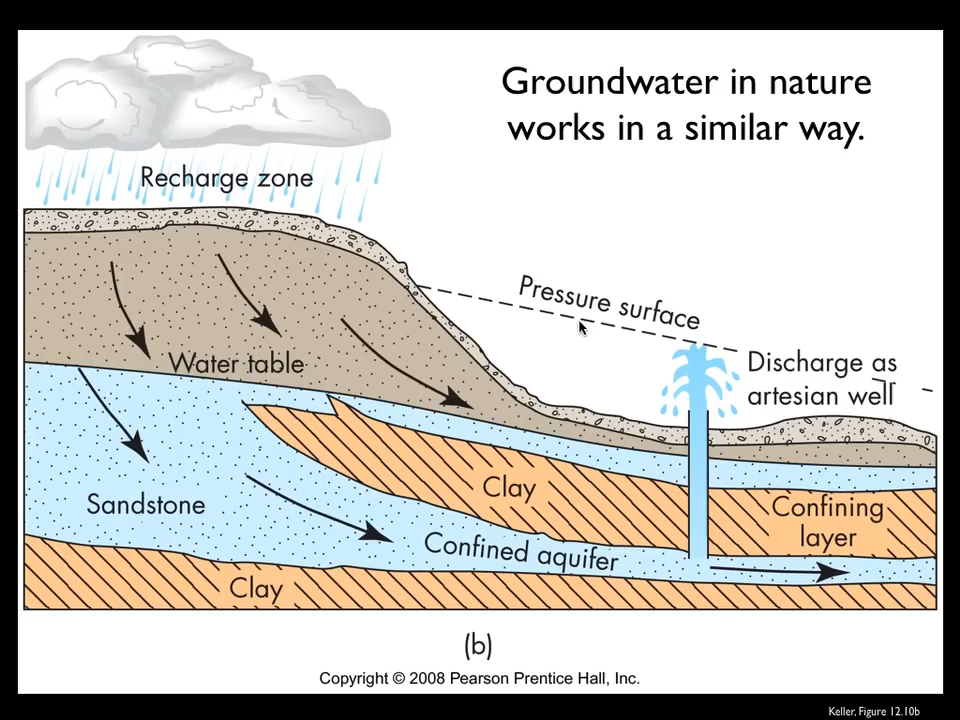 Groundwater in nature
works in a similar way.
Recharge zone
Pressure surface
Water table
Discharge as
artesian well
Clay
Sandstone
Confining
layer
Confined aquifer
Clay
(b)
Copyright © 2008 Pearson Prentice Hall, Inc.
Keller, Figure 12.10b